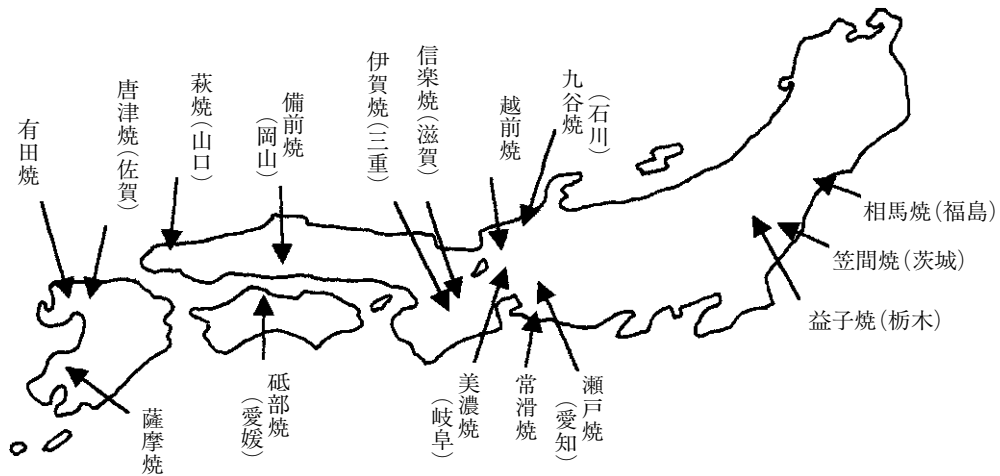 有田焼
唐津焼(佐賀)
萩焼(山口)
備前焼
(岡山)
伊賀焼(三重)
信楽焼(滋賀)
越前焼
九谷焼
(石川)
相馬焼(福島)
笠間焼(茨城)
益子焼(栃木)
薩摩焼
砥部焼
(愛媛)
美濃焼
(岐阜)
常滑焼
瀬戸焼
(愛知)